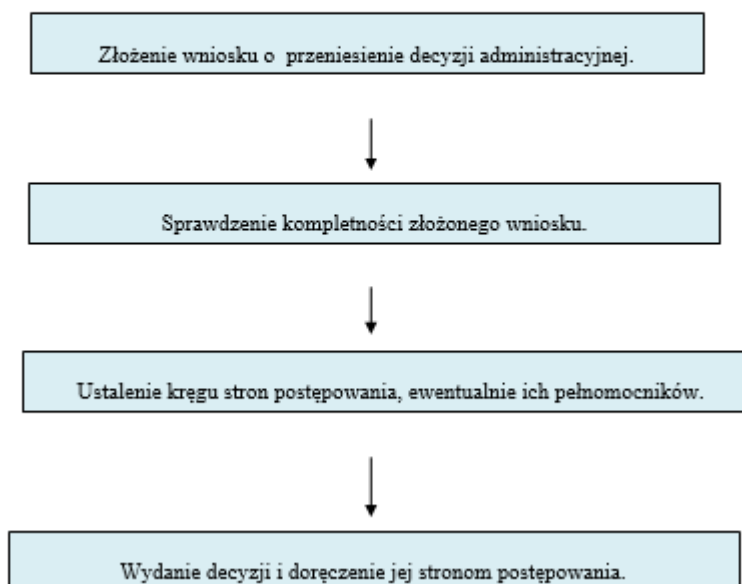 Złożenie wniosku o przeniesienie decyzji administracyjnej.
Sprawdzenie kompletności złożonego wniosku.
Ustalenie kręgu stron postępowania, ewentualnie ich pełnomocników.
Wydanie decyzji i doręczenie jej stronom postępowania.